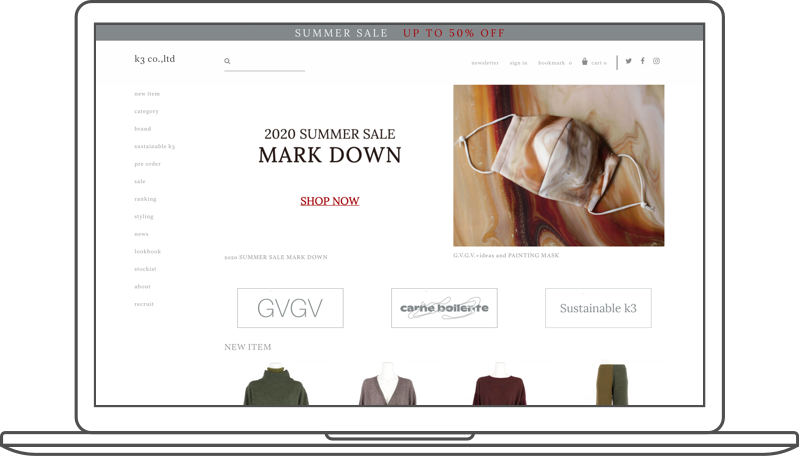 SUMMER SALE UP TO 50% OFF
k3 co.,ltd
newsletter sign in bookmark 0 cart 0
new item
category
brand
sustainable k3
pre order
sale
ranking
styling
news
lookbook
stockist
about
recruit
2020 SUMMER SALE
MARK DOWN
SHOP NOW
2020 SUMMER SALE MARK DOWN
G.V.G.V.×ideas and PAINTING MASK
GVGV
carne bollente
Sustainable k3
NEW ITEM